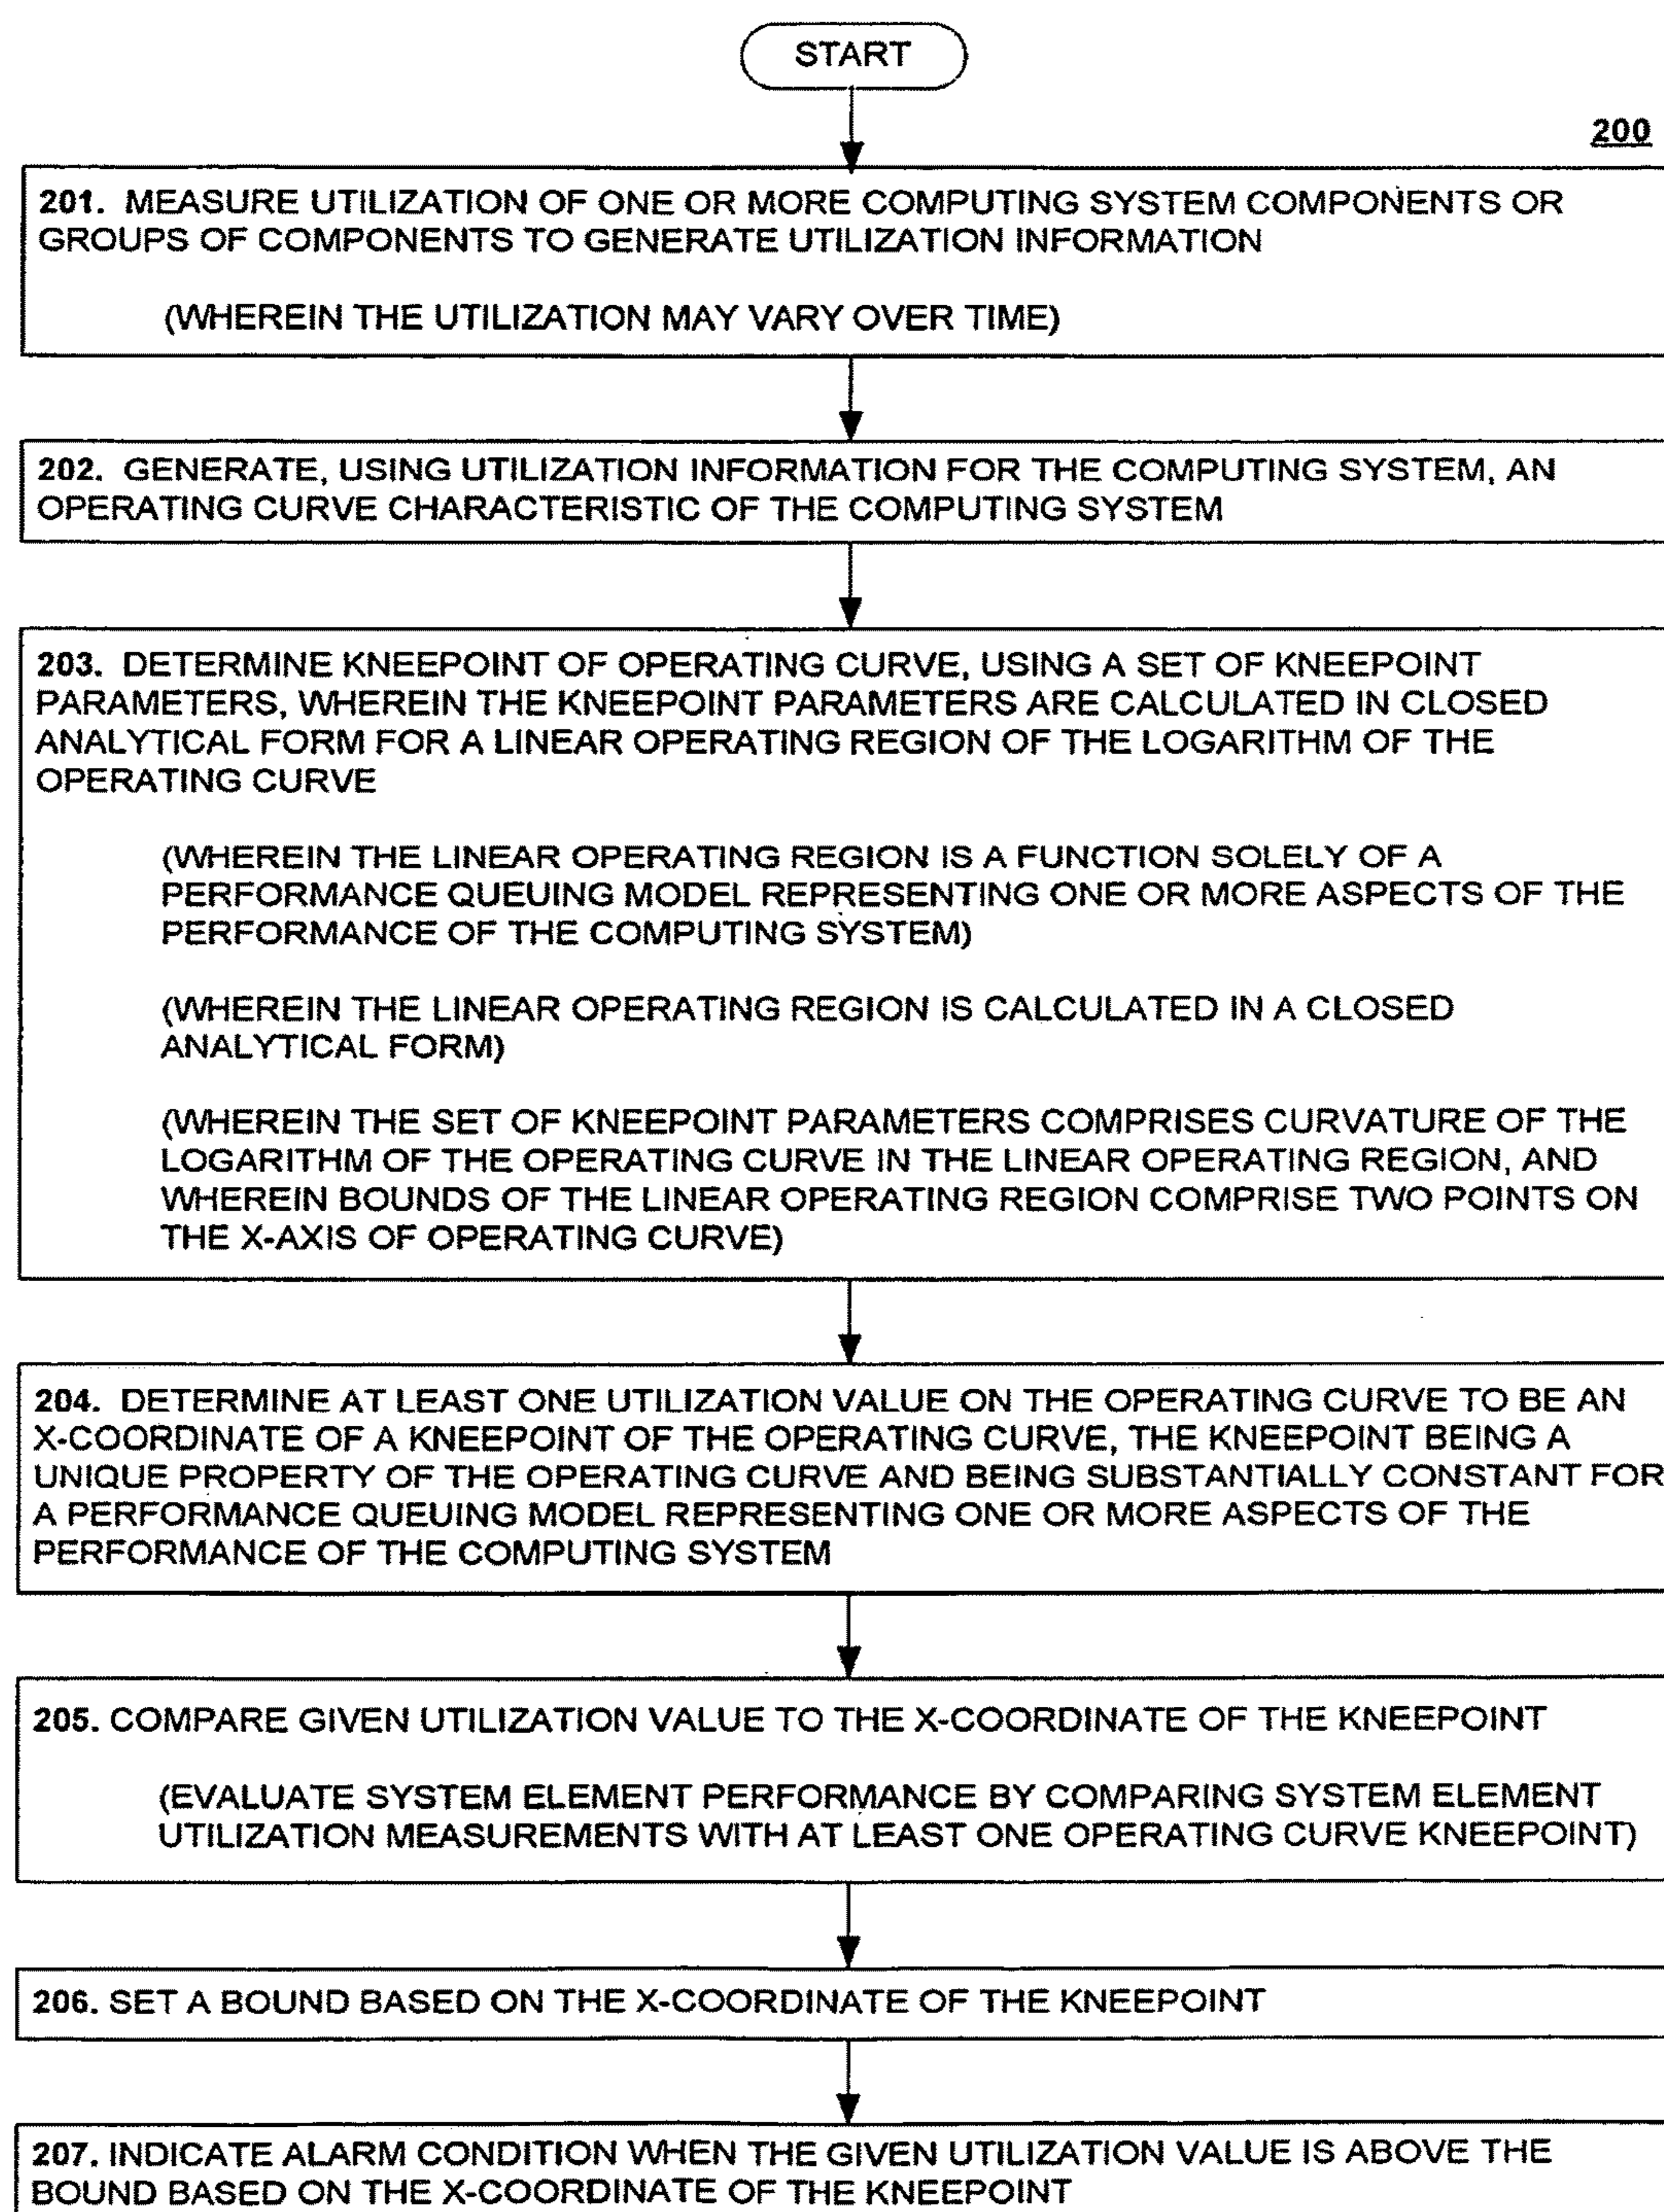 START
200
201. MEASURE UTILIZATION OF ONE OR MORE COMPUTING SYSTEM COMPONENTS OR
GROUPS OF COMPONENTS TO GENERATE UTILIZATION INFORMATION
(WHEREIN THE UTILIZATION MAY VARY OVER TIME)
202. GENERATE, USING UTILIZATION INFORMATION FOR THE COMPUTING SYSTEM, AN
OPERATING CURVE CHARACTERISTIC OF THE COMPUTING SYSTEM
203. DETERMINE KNEEPOINT OF OPERATING CURVE, USING A SET OF KNEEPOINT
PARAMETERS, WHEREIN THE KNEEPOINT PARAMETERS ARE CALCULATED IN CLOSED
ANALYTICAL FORM FOR A LINEAR OPERATING REGION OF THE LOGARITHM OF THE
OPERATING CURVE
(WHEREIN THE LINEAR OPERATING REGION IS A FUNCTION SOLELY OF A
PERFORMANCE QUEUING MODEL REPRESENTING ONE OR MORE ASPECTS OF THE
PERFORMANCE OF THE COMPUTING SYSTEM)
(WHEREIN THE LINEAR OPERATING REGION IS CALCULATED IN A CLOSED
ANALYTICAL FORM)
(WHEREIN THE SET OF KNEEPOINT PARAMETERS COMPRISES CURVATURE OF THE
LOGARITHM OF THE OPERATING CURVE IN THE LINEAR OPERATING REGION, AND
WHEREIN BOUNDS OF THE LINEAR OPERATING REGION COMPRISE TWO POINTS ON
THE X-AXIS OF OPERATING CURVE)
204. DETERMINE AT LEAST ONE UTILIZATION VALUE ON THE OPERATING CURVE TO BE AN
X-COORDINATE OF A KNEEPOINT OF THE OPERATING CURVE, THE KNEEPOINT BEING A
UNIQUE PROPERTY OF THE OPERATING CURVE AND BEING SUBSTANTIALLY CONSTANT FOR
A PERFORMANCE QUEUING MODEL REPRESENTING ONE OR MORE ASPECTS OF THE
PERFORMANCE OF THE COMPUTING SYSTEM
205. COMPARE GIVEN UTILIZATION VALUE TO THE X-COORDINATE OF THE KNEEPOINT
(EVALUATE SYSTEM ELEMENT PERFORMANCE BY COMPARING SYSTEM ELEMENT
UTILIZATION MEASUREMENTS WITH AT LEAST ONE OPERATING CURVE KNEEPOINT)
206. SET A BOUND BASED ON THE X-COORDINATE OF THE KNEEPOINT
207. INDICATE ALARM CONDITION WHEN THE GIVEN UTILIZATION VALUE IS ABOVE THE
BOUND BASED ON THE X-COORDINATE OF THE KNEEPOINT